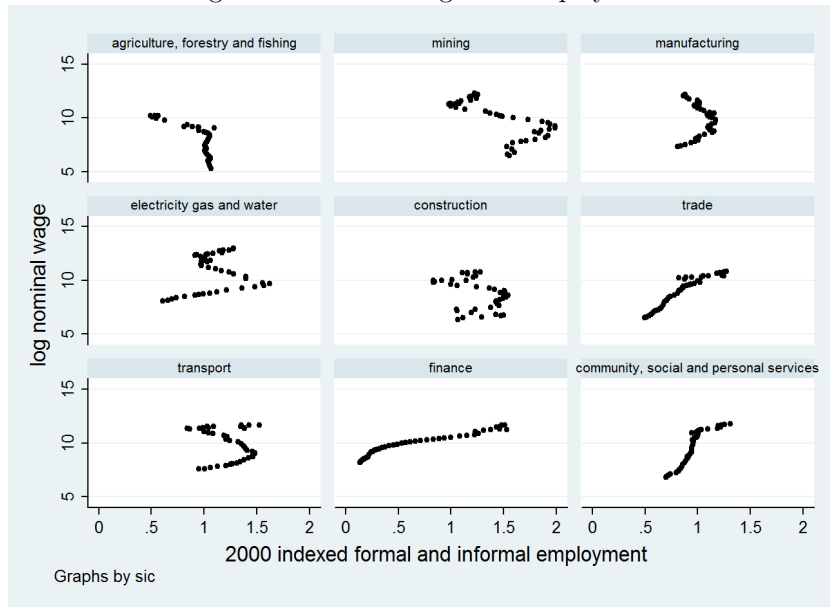 agriculture, forestry and fishing
mining
manufacturing
15
10
5
electricity gas and water
construction
trade
15
10
5
log nominal wage
transport
finance
community, social and personal services
15
10
5
0 .5 1 1.5 2 0 .5 1 1.5 2 0 .5 1 1.5 2
2000 indexed formal and informal employment
Graphs by sic